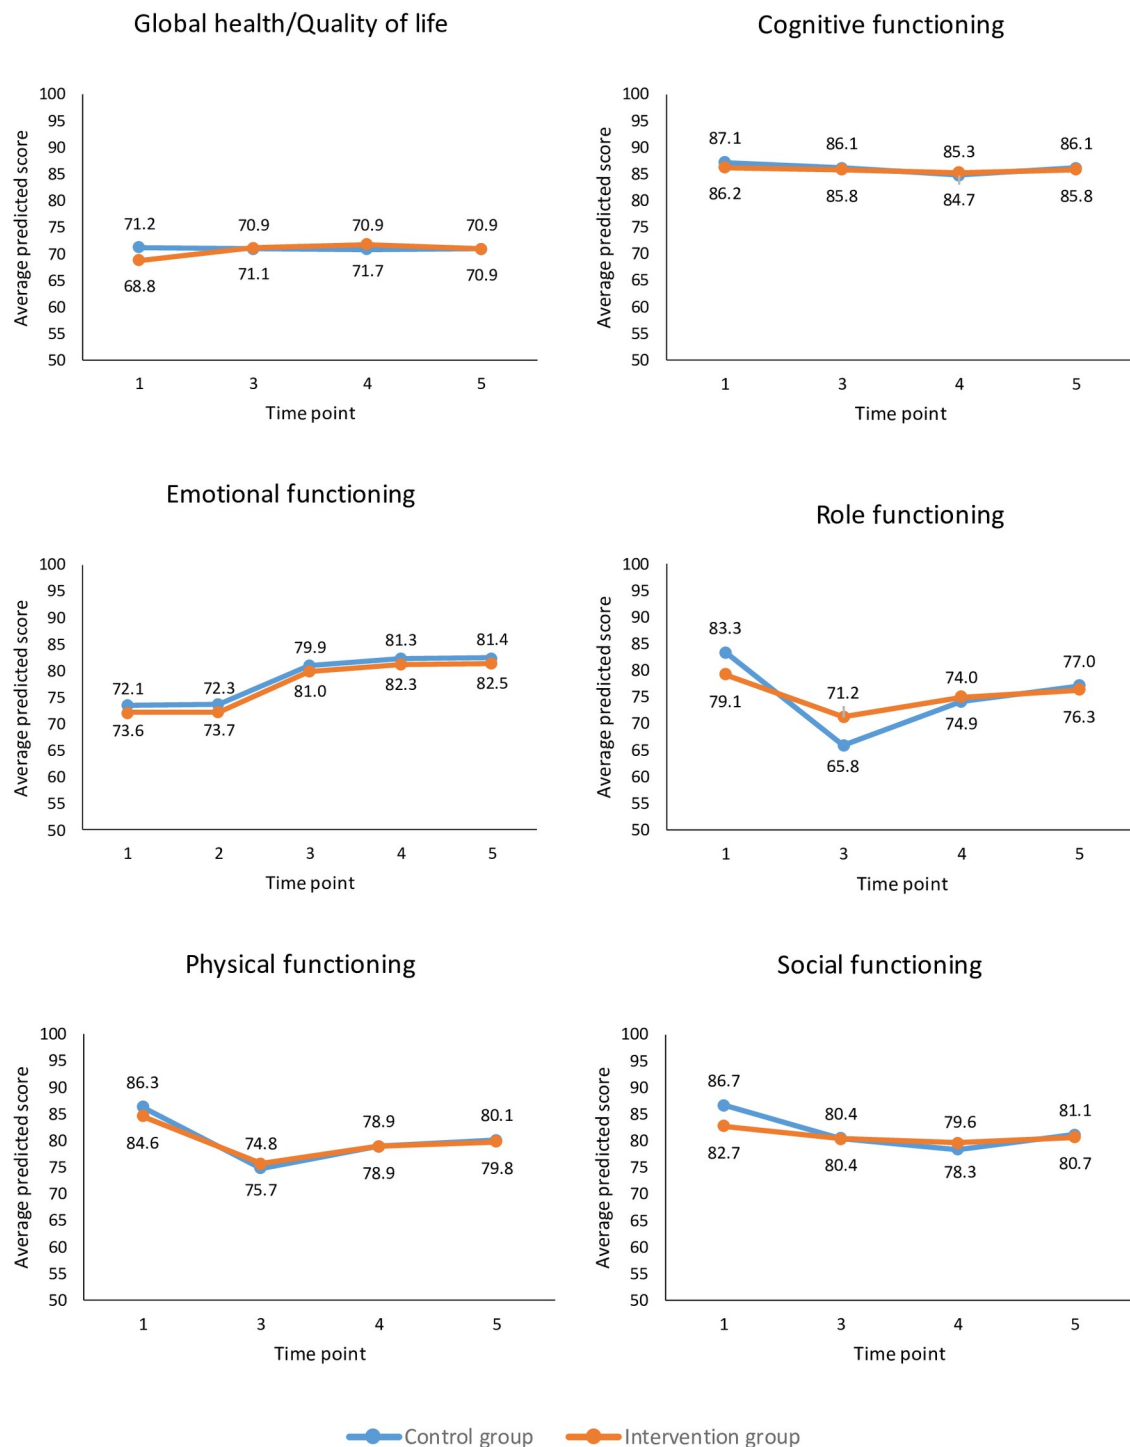 Global health/Quality of life
Average predicted score
100
95
90
85
80
75
70
65
60
55
50
71.2 70.9 70.9 70.9
68.8 71.1 71.7 70.9
1 3 4 5
Time point
Cognitive functioning
Average predicted score
100
95
90
85
80
75
70
65
60
55
50
87.1 86.1 85.3 86.1
86.2 85.8 84.7 85.8
1 3 4 5
Time point
Emotional functioning
Average predicted score
100
95
90
85
80
75
70
65
60
55
50
72.1 72.3 79.9 81.3 81.4
73.6 73.7 81.0 82.3 82.5
1 2 3 4 5
Time point
Role functioning
Average predicted score
100
95
90
85
80
75
70
65
60
55
50
83.3 71.2 74.0 77.0
79.1 65.8 74.9 76.3
1 3 4 5
Time point
Physical functioning
Average predicted score
100
95
90
85
80
75
70
65
60
55
50
86.3 74.8 78.9 80.1
84.6 75.7 78.9 79.8
1 3 4 5
Time point
Social functioning
Average predicted score
100
95
90
85
80
75
70
65
60
55
50
86.7 80.4 79.6 81.1
82.7 80.4 78.3 80.7
1 3 4 5
Time point
Control group Intervention group